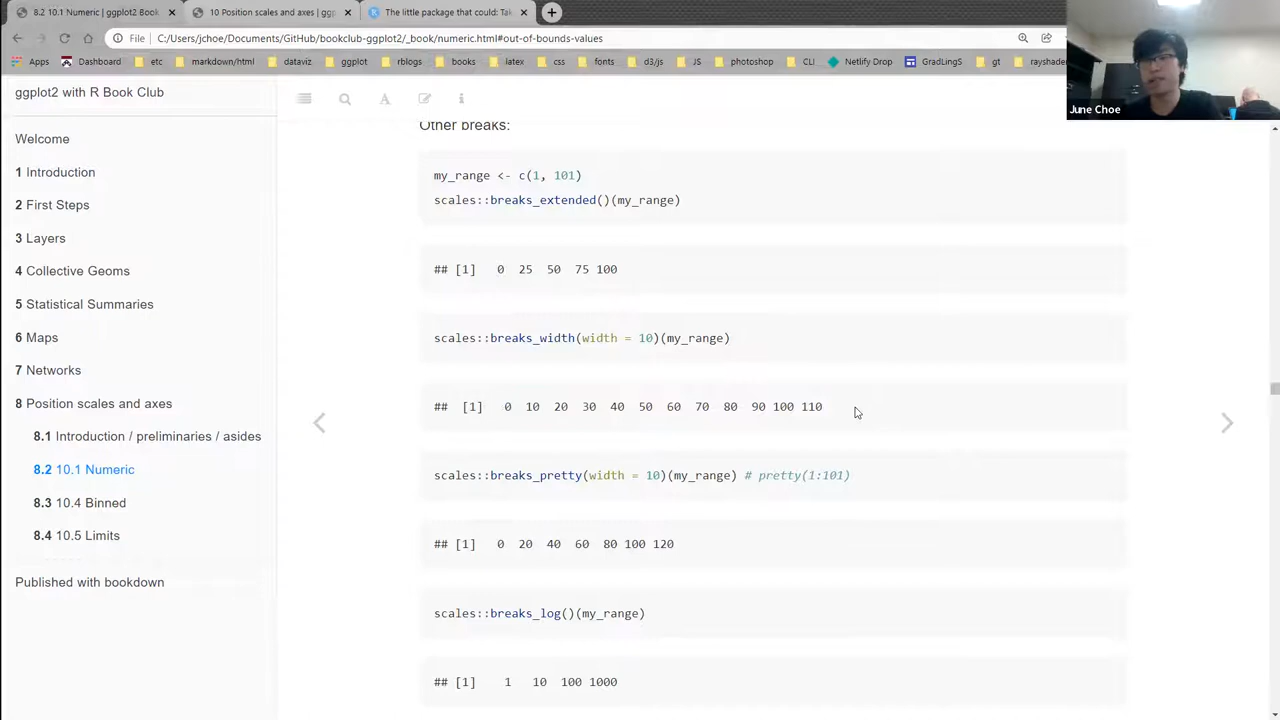 8.2 10.1 Numeric | ggplot2 Book
10 Position scales and axes | ggp
The little package that could: Tak
File
C:/Users/jchoe/Documents/GitHub/bookclub-ggplot2/_book/numeric.html#out-of-bounds-values
Apps
Dashboard
etc
markdown/html
dataviz
ggplot
rblogs
books
latex
css
fonts
d3/js
JS
photoshop
CLI
Netlify Drop
GradLingS
gt
rayshade
June Choe
ggplot2 with R Book Club
Welcome
1 Introduction
2 First Steps
3 Layers
4 Collective Geoms
5 Statistical Summaries
6 Maps
7 Networks
8 Position scales and axes
8.1 Introduction / preliminaries / asides
8.2 10.1 Numeric
8.3 10.4 Binned
8.4 10.5 Limits
Published with bookdown
Other breaks:
my_range <- c(1, 101)
scales::breaks_extended()(my_range)
## [1]   0  25  50  75 100
scales::breaks_width(width = 10)(my_range)
##  [1]   0  10  20  30  40  50  60  70  80  90 100 110
scales::breaks_pretty(width = 10)(my_range) # pretty(1:101)
## [1]   0  20  40  60  80 100 120
scales::breaks_log()(my_range)
## [1]    1   10  100 1000